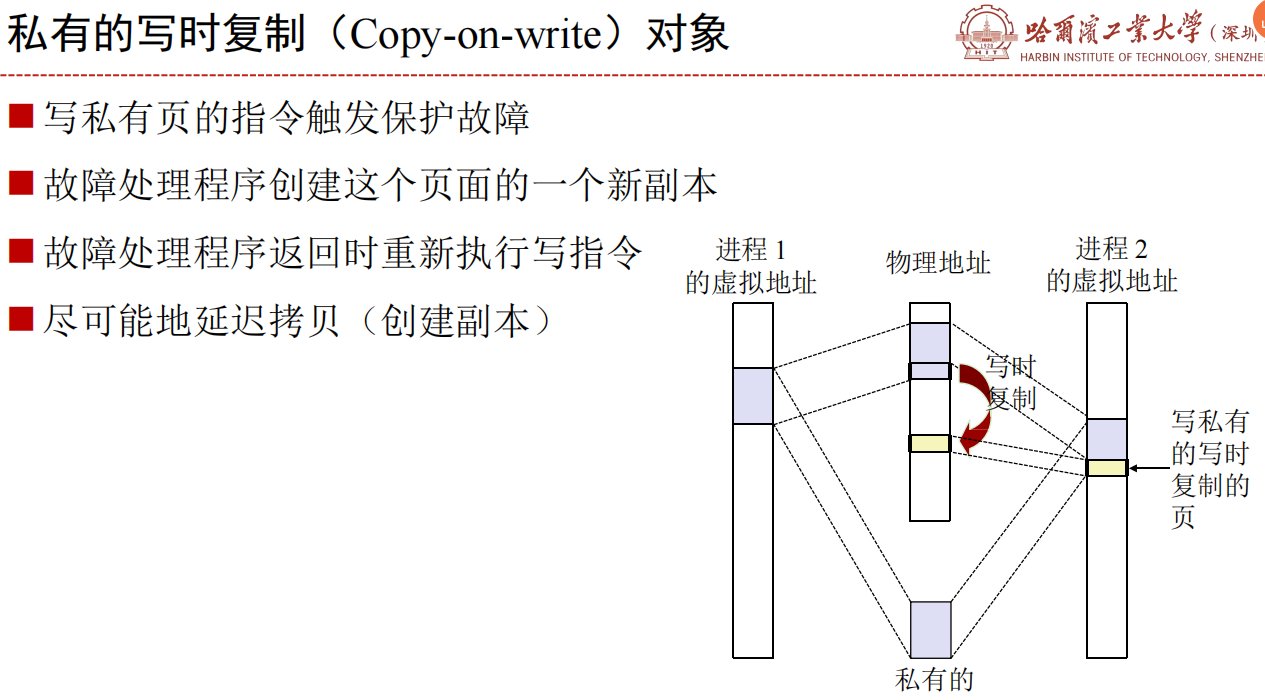 私有的写时复制（Copy-on-write）对象
哈尔滨工业大学（深圳
HARBIN INSTITUTE OF TECHNOLOGY, SHENZHE
1920
HIT
写私有页的指令触发保护故障
故障处理程序创建这个页面的一个新副本
故障处理程序返回时重新执行写指令
尽可能地延迟拷贝（创建副本）
进程 1
的虚拟地址
物理地址
进程 2
的虚拟地址
写时
复制
写私有
的写时
复制的
页
私有的